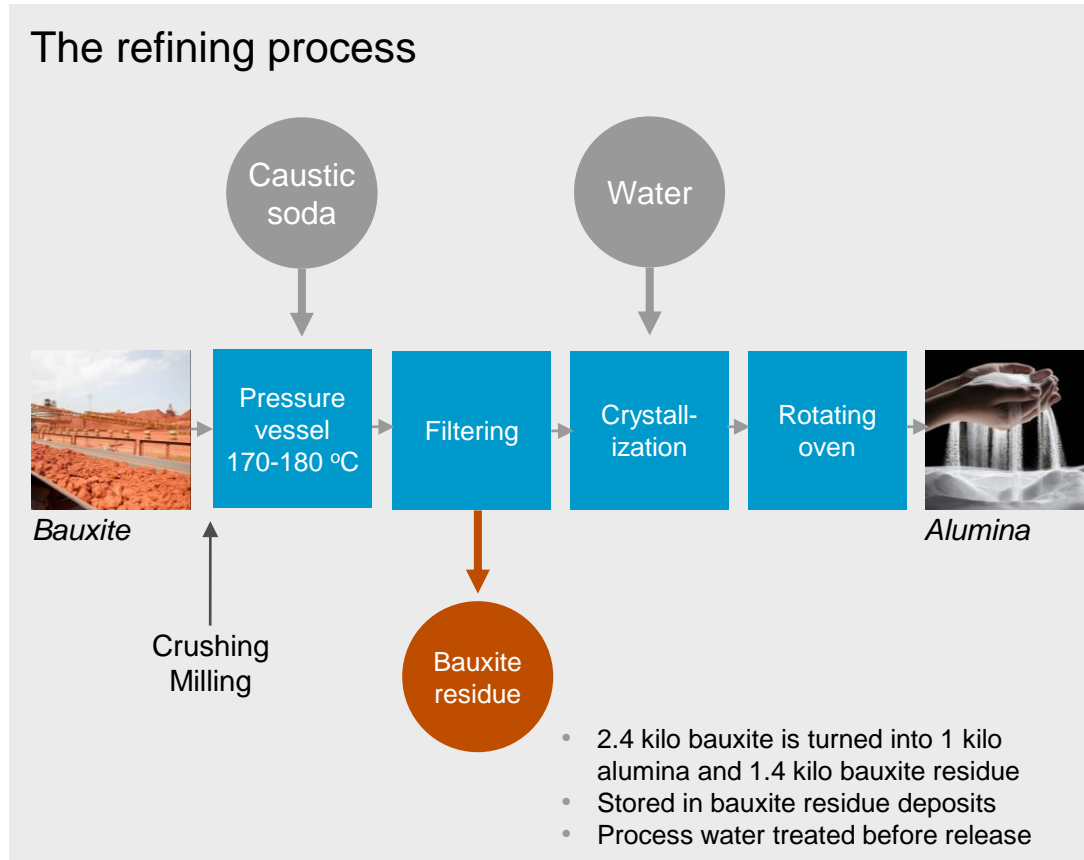 The refining process
Caustic
soda
Water
Pressure
vessel
170-180 ºC
Filtering
Crystall-
ization
Rotating
oven
Bauxite
Alumina
Crushing
Milling
Bauxite
residue
• 2.4 kilo bauxite is turned into 1 kilo
alumina and 1.4 kilo bauxite residue
• Stored in bauxite residue deposits
• Process water treated before release